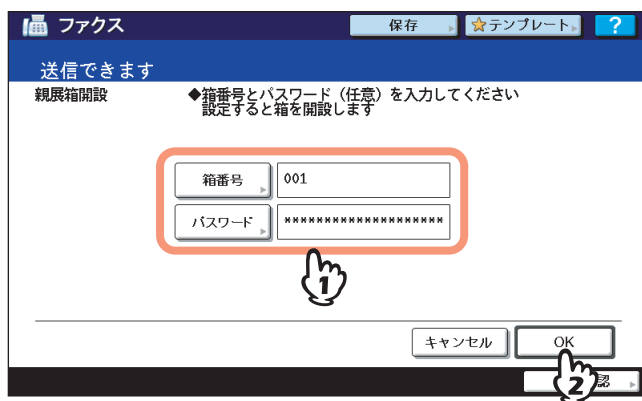 ファクス
保存
テンプレート
?
送信できます
親展箱開設
◆箱番号とパスワード（任意）を入力してください
設定すると箱を開設します
箱番号
001
パスワード
********************
1
キャンセル
OK
2
認